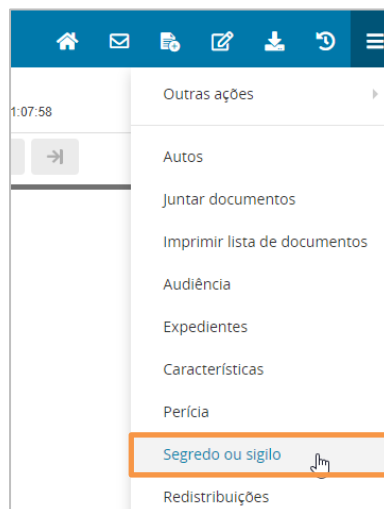 1:07:58
Outras ações
Autos
Juntar documentos
Imprimir lista de documentos
Audiência
Expedientes
Características
Perícia
Segredo ou sigilo
Redistribuições